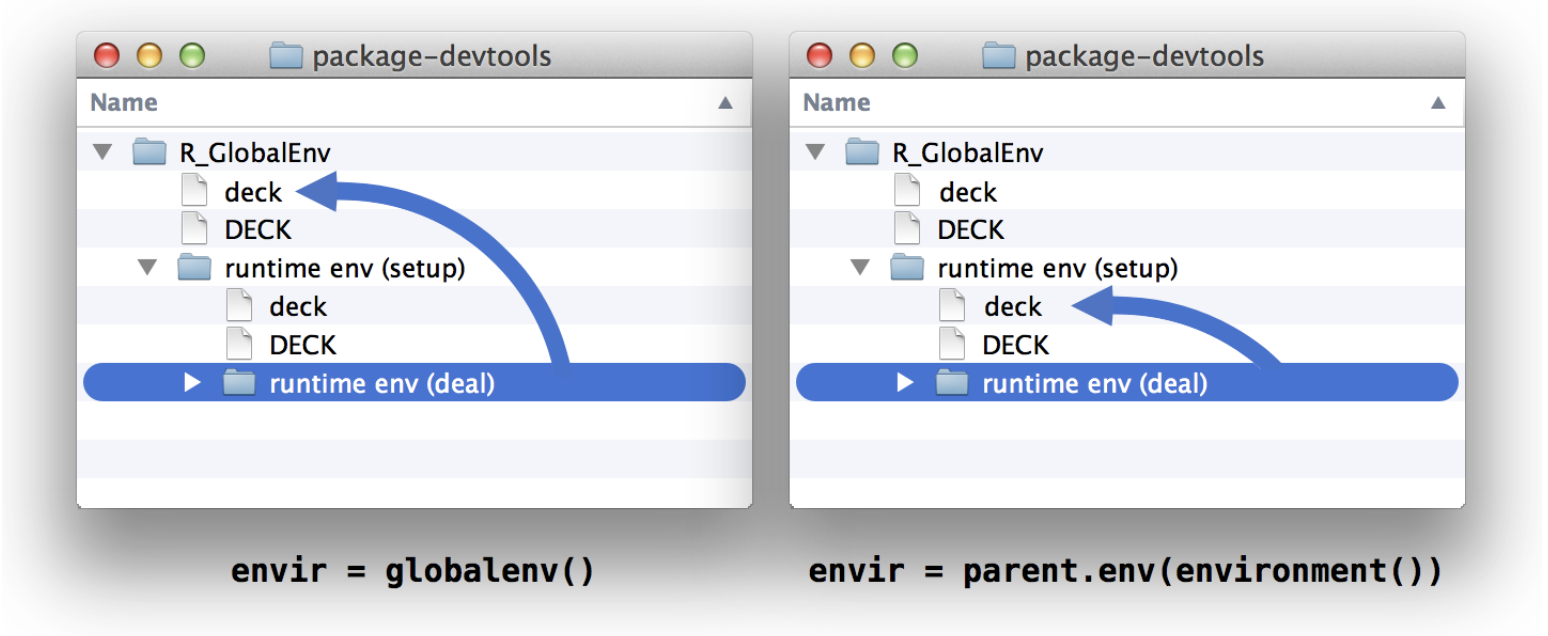 package-devtools
Name
R_GlobalEnv
deck
DECK
runtime env (setup)
deck
DECK
runtime env (deal)
envir = globalenv()
package-devtools
Name
R_GlobalEnv
deck
DECK
runtime env (setup)
deck
DECK
runtime env (deal)
envir = parent.env(environment())